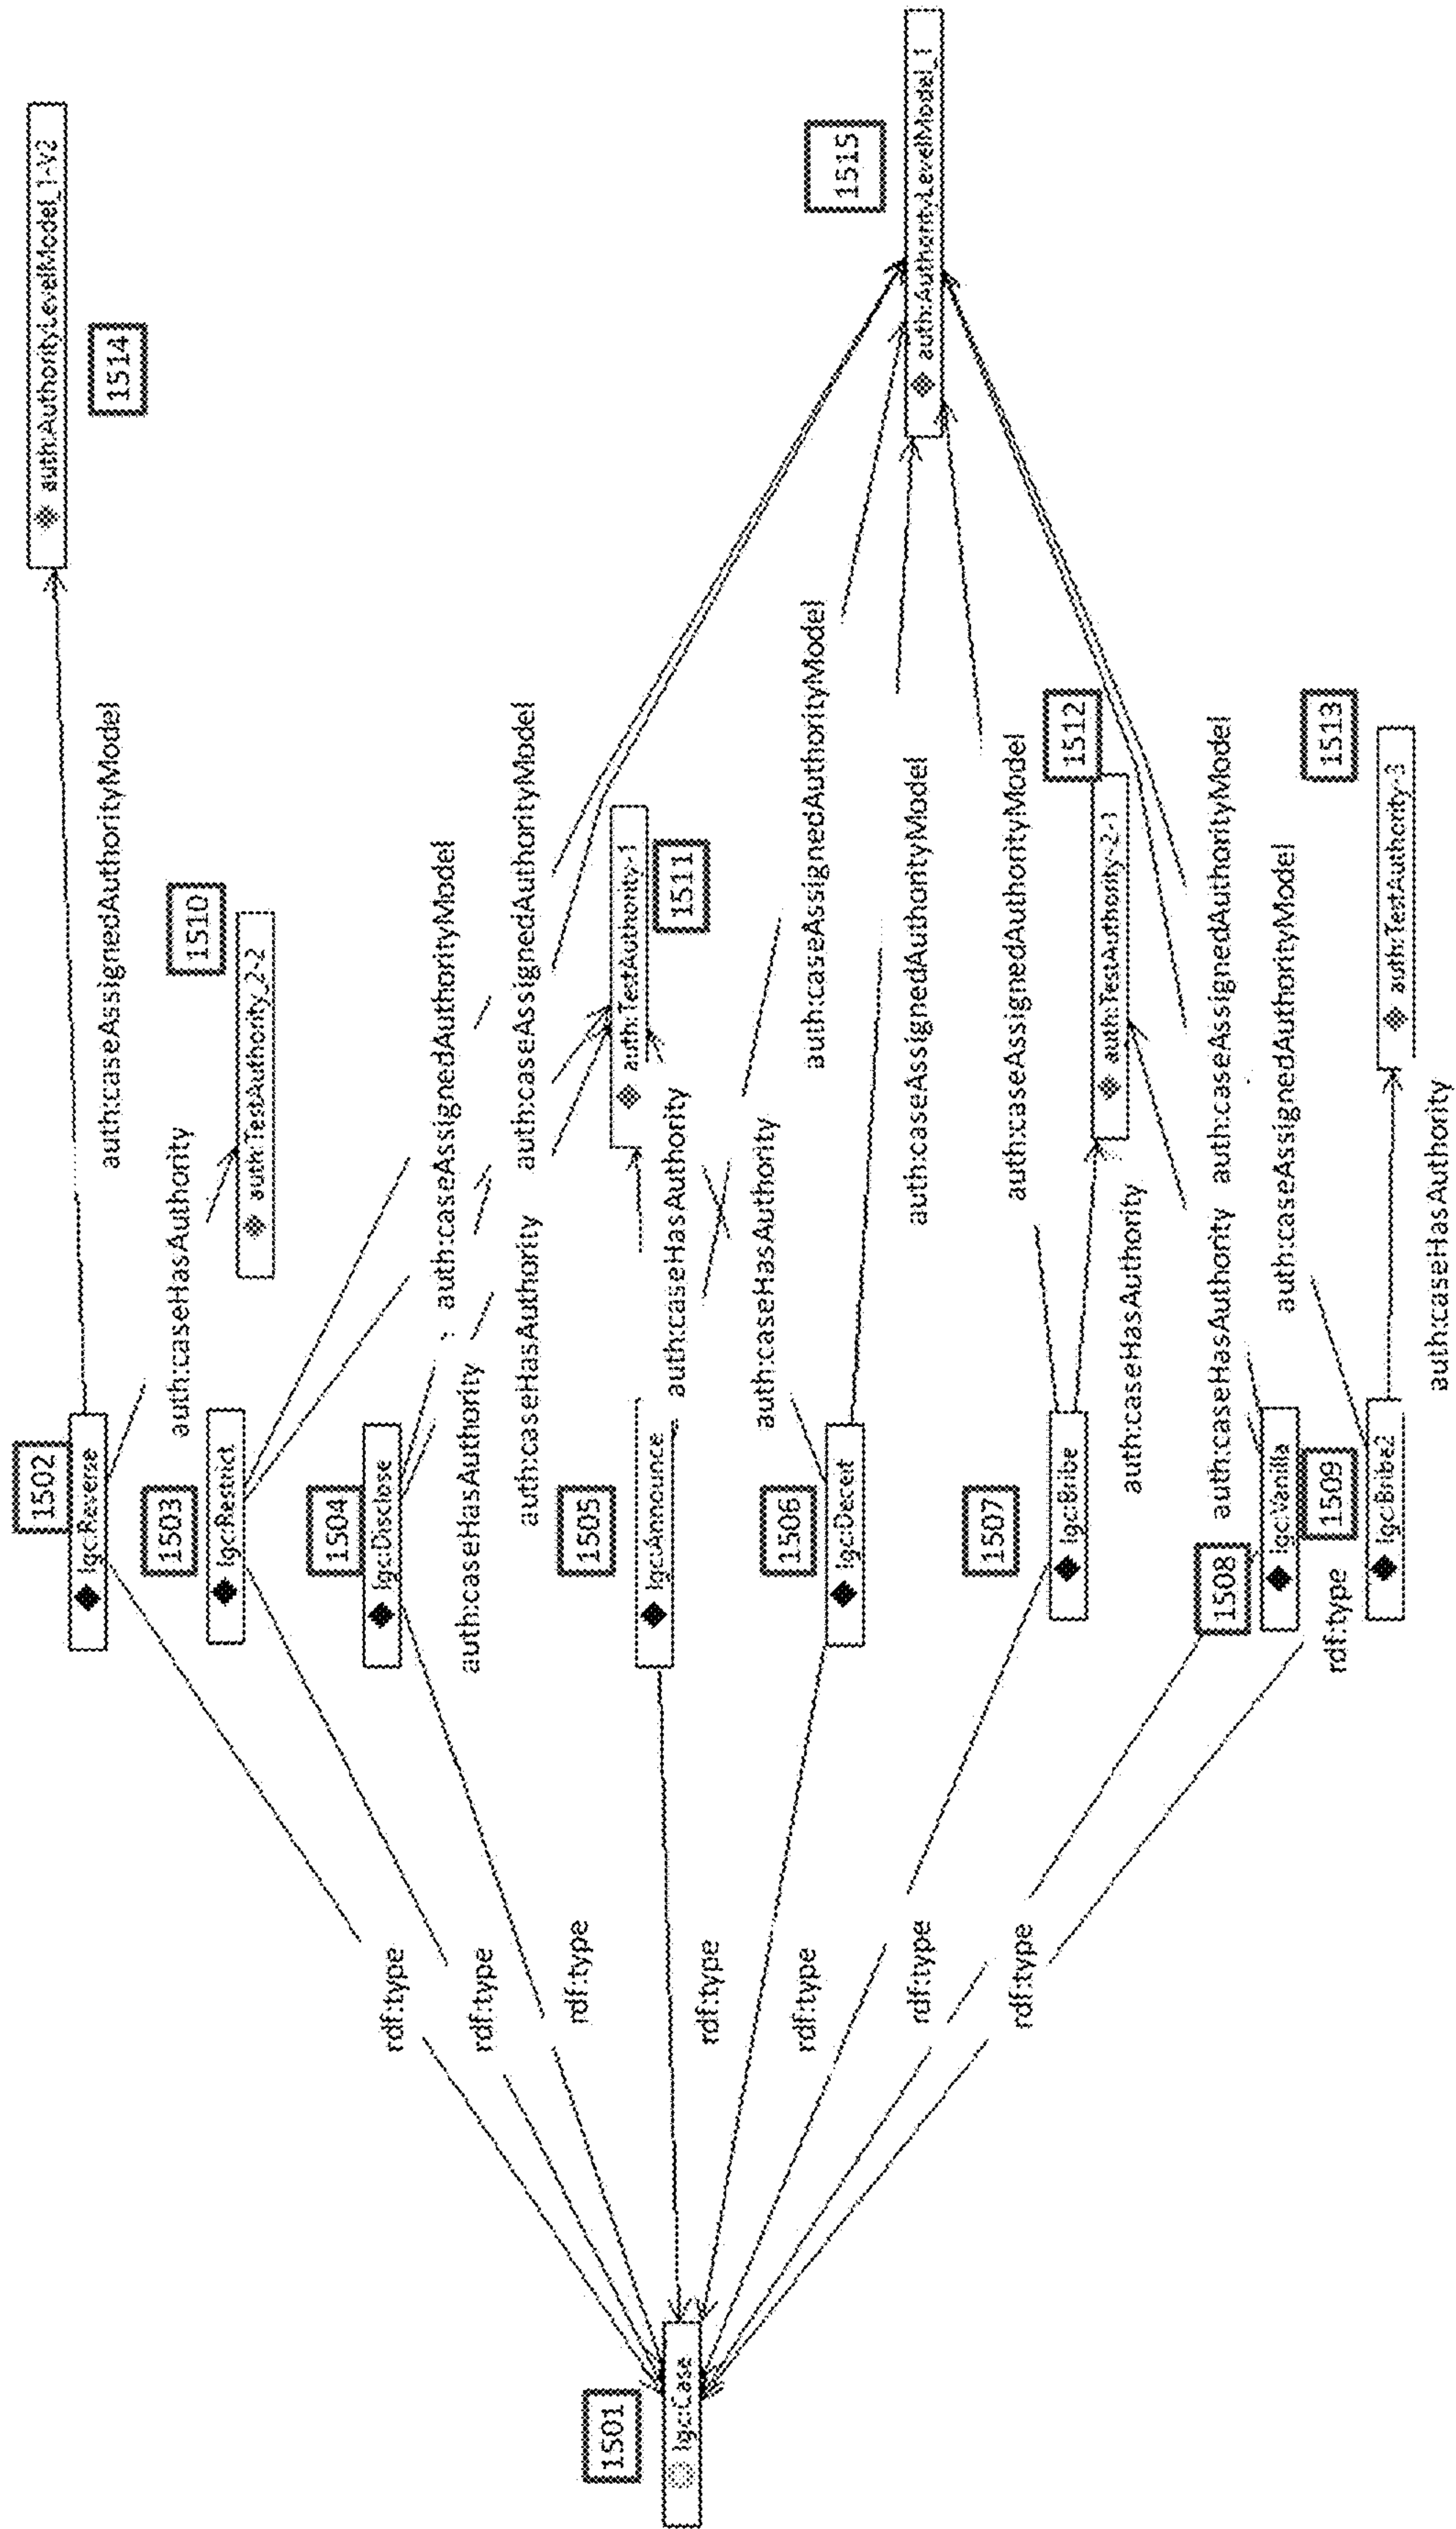 auth:AuthorityLevelModel_1-V2
1502
lgc:Reverse
auth:caseAssignedAuthorityModel
1514
1503
auth:caseHasAuthority
1510
lgc:Restrict
auth:TestAuthority_2-2
1504
lgc:Disclose
rdf:type
auth:caseAssignedAuthorityModel
auth:caseHasAuthority
rdf:type
auth:caseHasAuthority
auth:caseAssignedAuthorityModel
rdf:type
1505
1501
auth:TestAuthority-1
lgc:Announce
auth:caseHasAuthority
lgc:Case
1511
rdf:type
auth:caseHasAuthority
1506
rdf:type
auth:caseAssignedAuthorityModel
lgc:Decert
1515
auth:caseAssignedAuthorityModel
rdf:type
auth:AuthorityLevelModel_1
1507
auth:caseAssignedAuthorityModel
rdf:type
lgc:Bribe
1512
auth:TestAuthority-2-1
auth:caseHasAuthority
1508
auth:caseHasAuthority
auth:caseAssignedAuthorityModel
lgc:Vanilla
auth:caseAssignedAuthorityModel
1509
1513
rdf:type
lgc:Bribe2
auth:TestAuthority-3
auth:caseHasAuthority